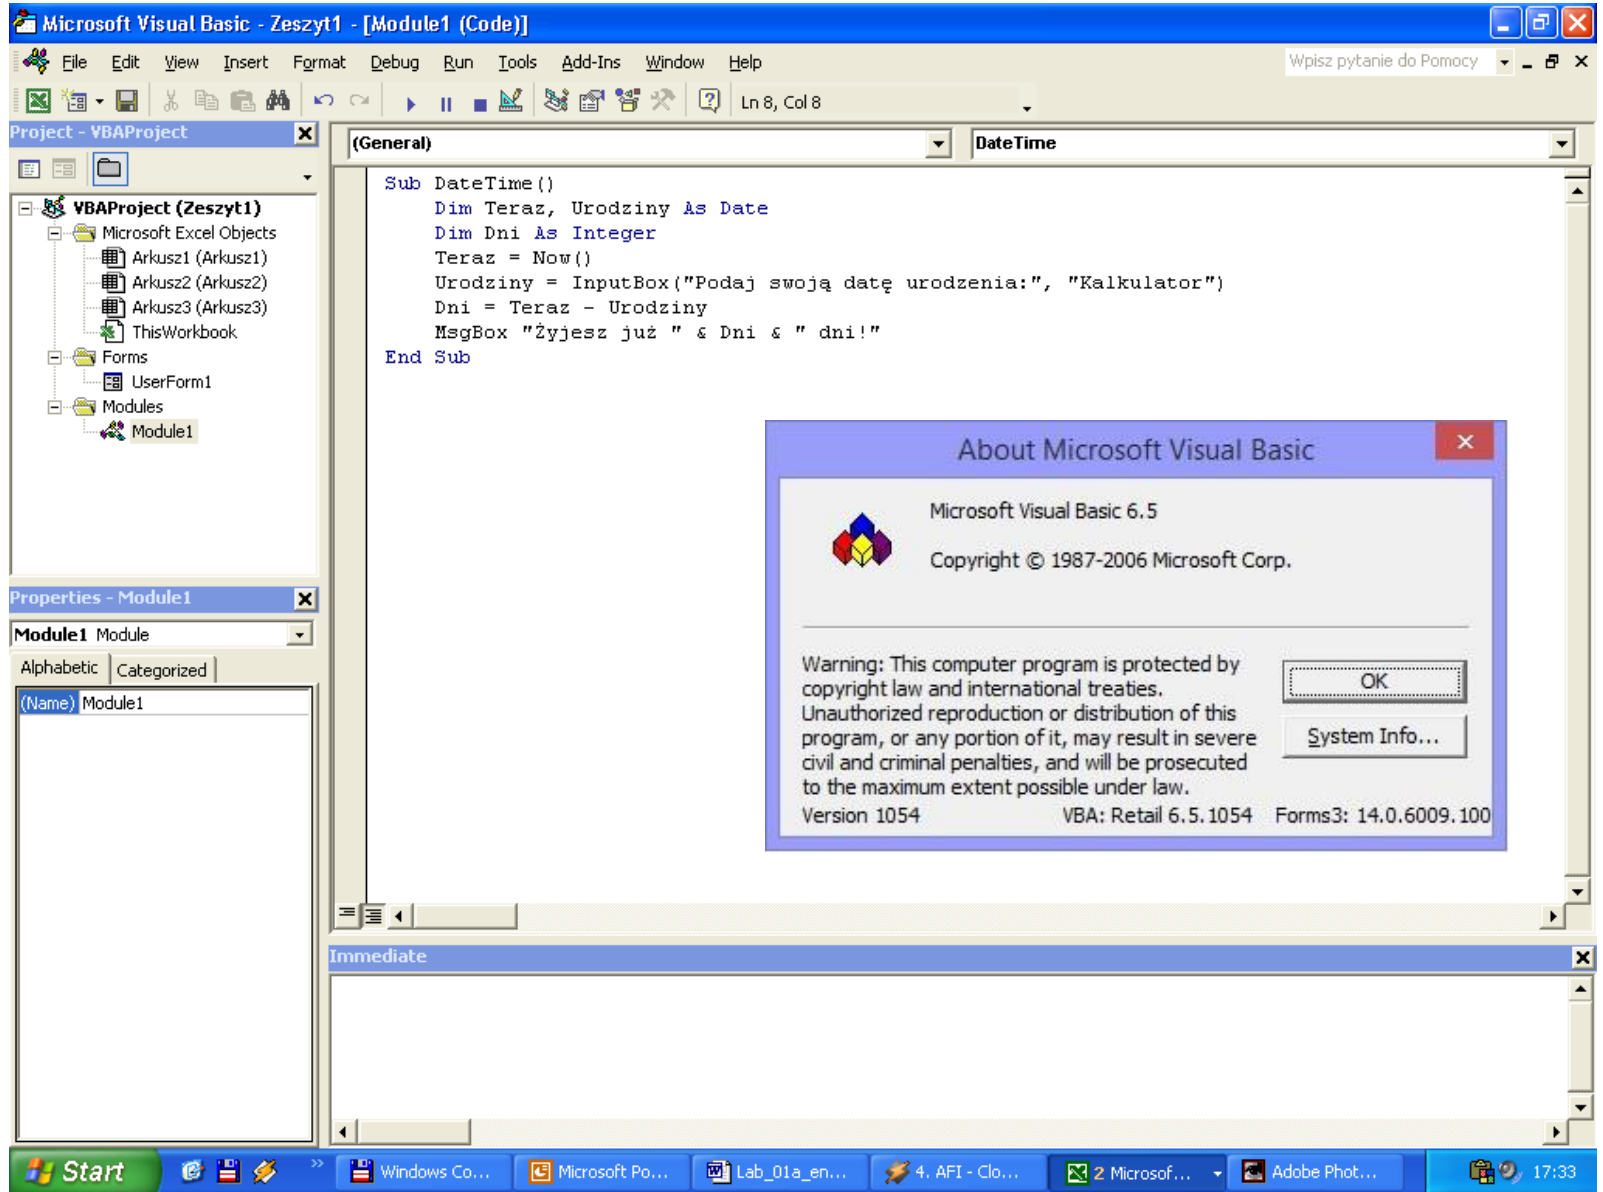 Microsoft Visual Basic - Zeszyt1 - [Module1 (Code)]
File Edit View Insert Format Debug Run Tools Add-Ins Window Help Wpisz pytanie do Pomocy
Ln 8, Col 8
Project - VBAProject
VBAProject (Zeszyt1)
Microsoft Excel Objects
Arkusz1 (Arkusz1)
Arkusz2 (Arkusz2)
Arkusz3 (Arkusz3)
ThisWorkbook
Forms
UserForm1
Modules
Module1
Properties - Module1
Module1 Module
Alphabetic Categorized
(Name) Module1
(General) DateTime
Sub DateTime()
Dim Teraz, Urodziny As Date
Dim Dni As Integer
Teraz = Now()
Urodziny = InputBox("Podaj swoją datę urodzenia:", "Kalkulator")
Dni = Teraz - Urodziny
MsgBox "Żyjesz już " & Dni & " dni!"
End Sub
About Microsoft Visual Basic
Microsoft Visual Basic 6.5
Copyright © 1987-2006 Microsoft Corp.
Warning: This computer program is protected by
copyright law and international treaties.
Unauthorized reproduction or distribution of this
program, or any portion of it, may result in severe
civil and criminal penalties, and will be prosecuted
to the maximum extent possible under law.
OK
System Info...
Version 1054 VBA: Retail 6.5.1054 Forms3: 14.0.6009.100
Immediate
Start Windows Co... Microsoft Po... Lab_01a_en... 4. AFI - Clo... 2 Microsof... Adobe Phot... 17:33